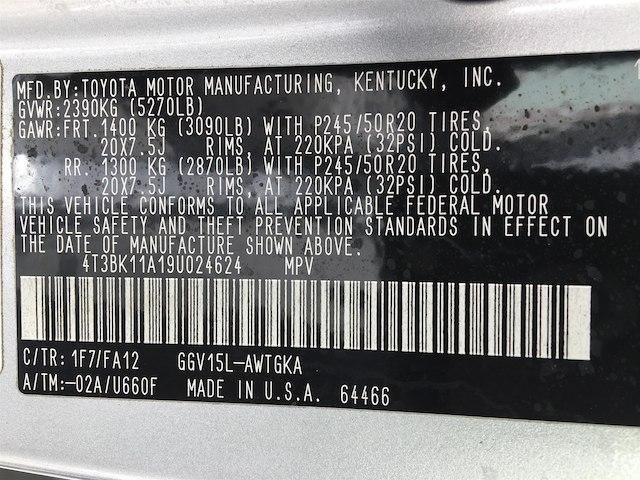 MFD.BY:TOYOTA MOTOR MANUFACTURING, KENTUCKY, INC.
GVWR:2390KG (5270LB)
GAWR:FRT.1400 KG (3090LB) WITH P245/50R20 TIRES,
20X7.5J RIMS, AT 220KPA (32PSI) COLD.
RR. 1300 KG (2870LB) WITH P245/50R20 TIRES,
20X7.5J RIMS, AT 220KPA (32PSI) COLD.
THIS VEHICLE CONFORMS TO ALL APPLICABLE FEDERAL MOTOR
VEHICLE SAFETY AND THEFT PREVENTION STANDARDS IN EFFECT ON
THE DATE OF MANUFACTURE SHOWN ABOVE.
4T3BK11A19U024624 MPV
C/TR: 1F7/FA12 GGV15L-AWTGKA
A/TM:-02A/U660F MADE IN U.S.A. 64466